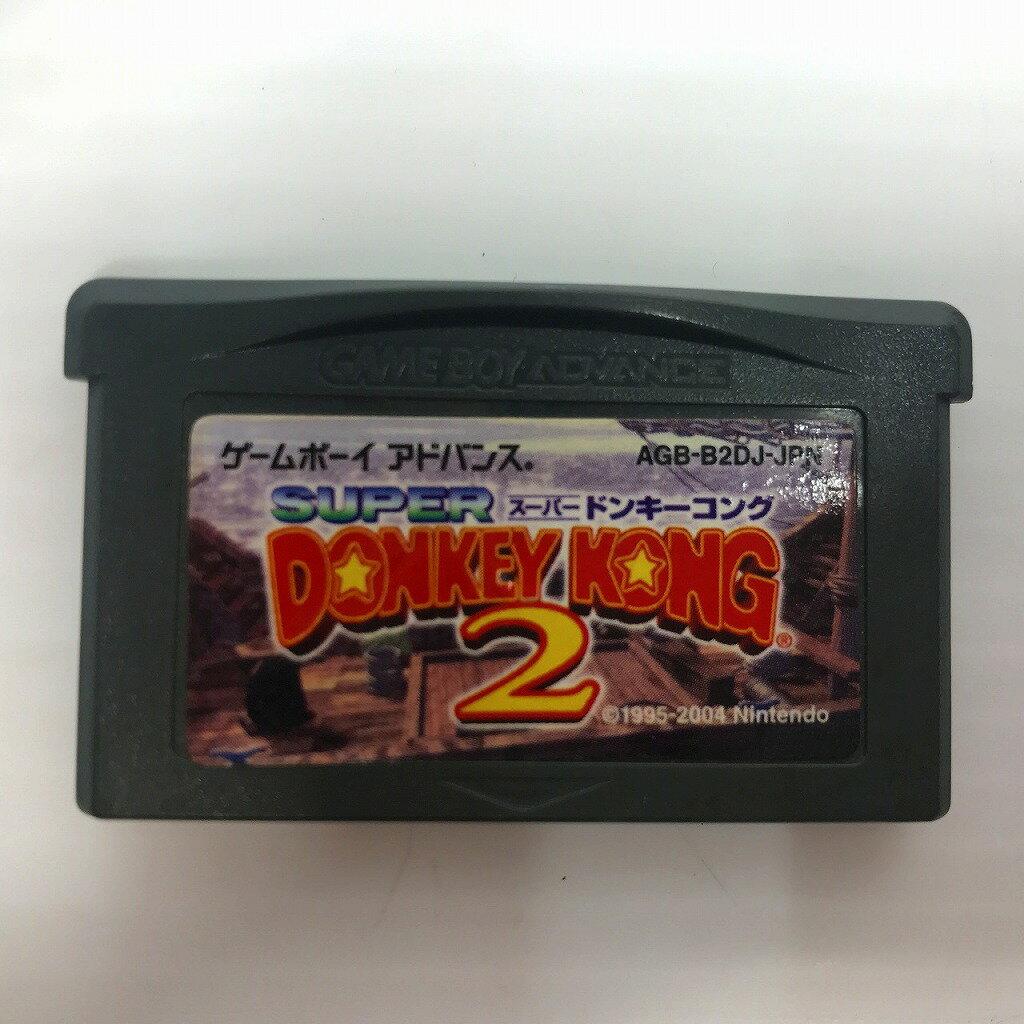 GAME BOY ADVANCE
ゲームボーイ アドバンス® AGB-B2DJ-JPN
SUPER スーパードンキーコング
DONKEY KONG®
2
©1995-2004 Nintendo